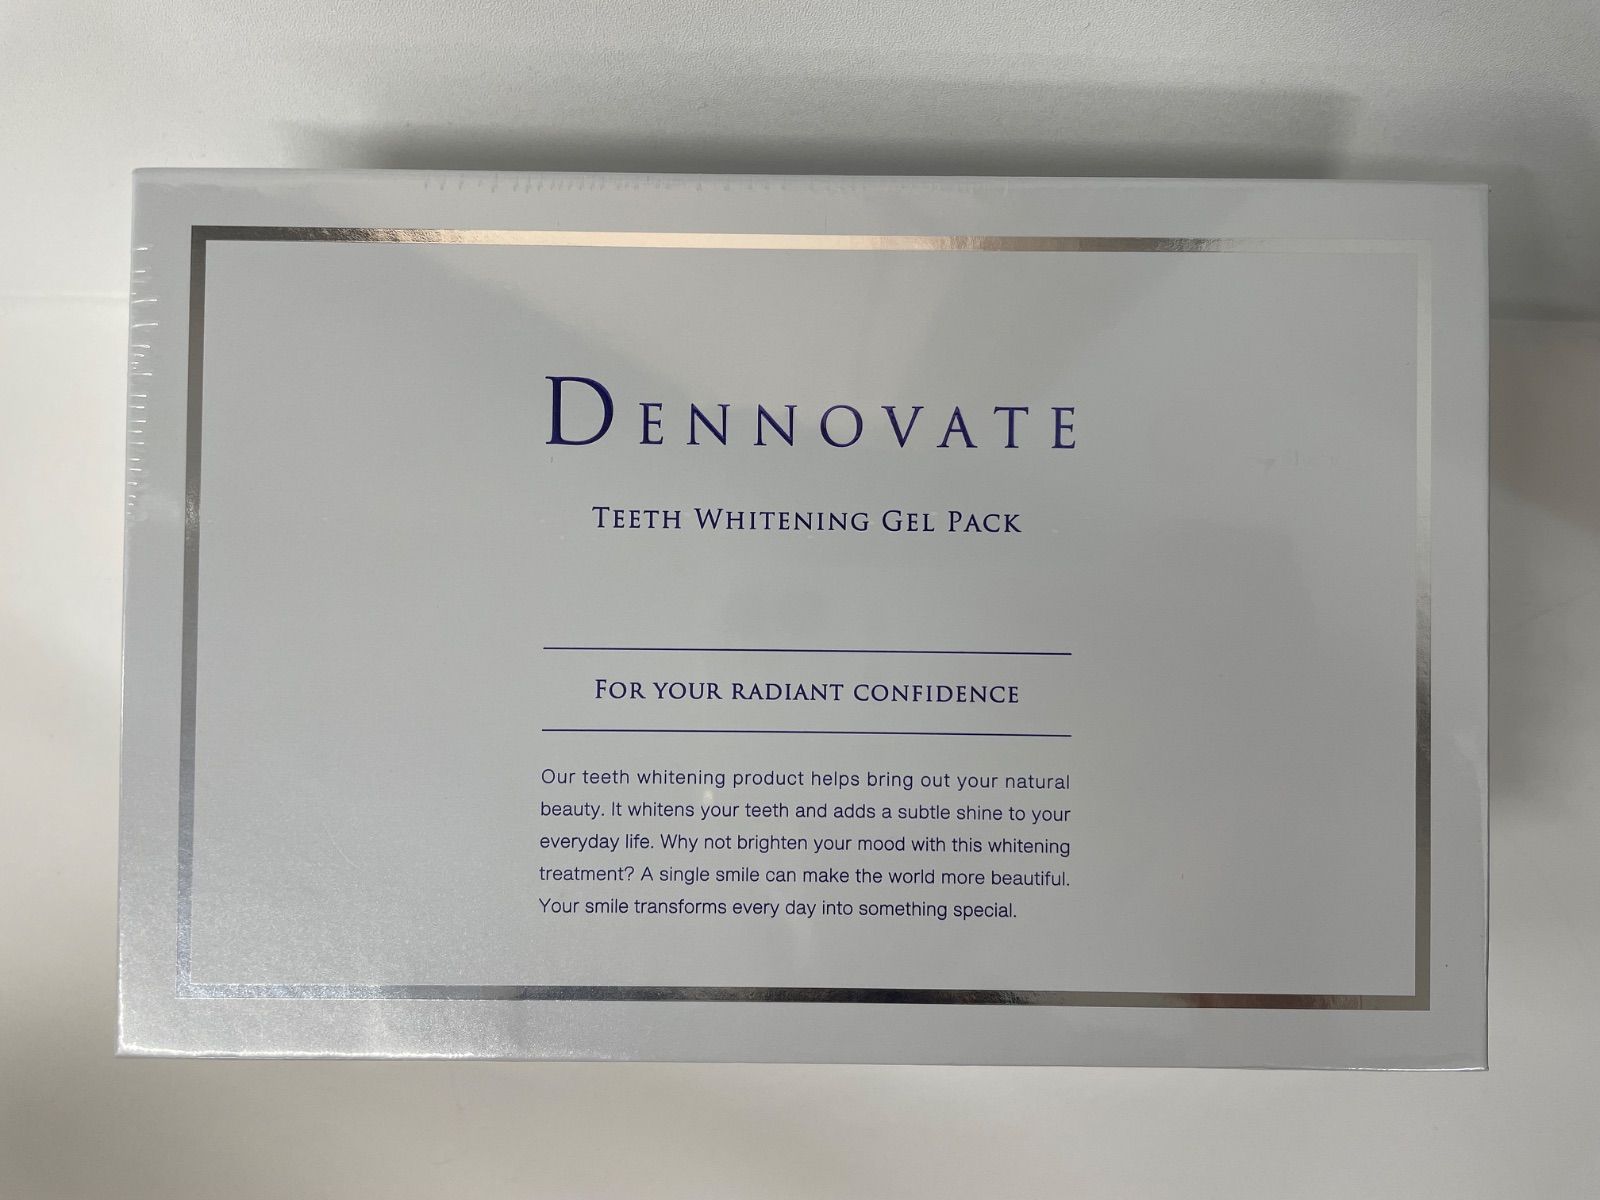 DENNOVATE
TEETH WHITENING GEL PACK
FOR YOUR RADIANT CONFIDENCE
Our teeth whitening product helps bring out your natural
beauty. It whitens your teeth and adds a subtle shine to your
everyday life. Why not brighten your mood with this whitening
treatment? A single smile can make the world more beautiful.
Your smile transforms every day into something special.